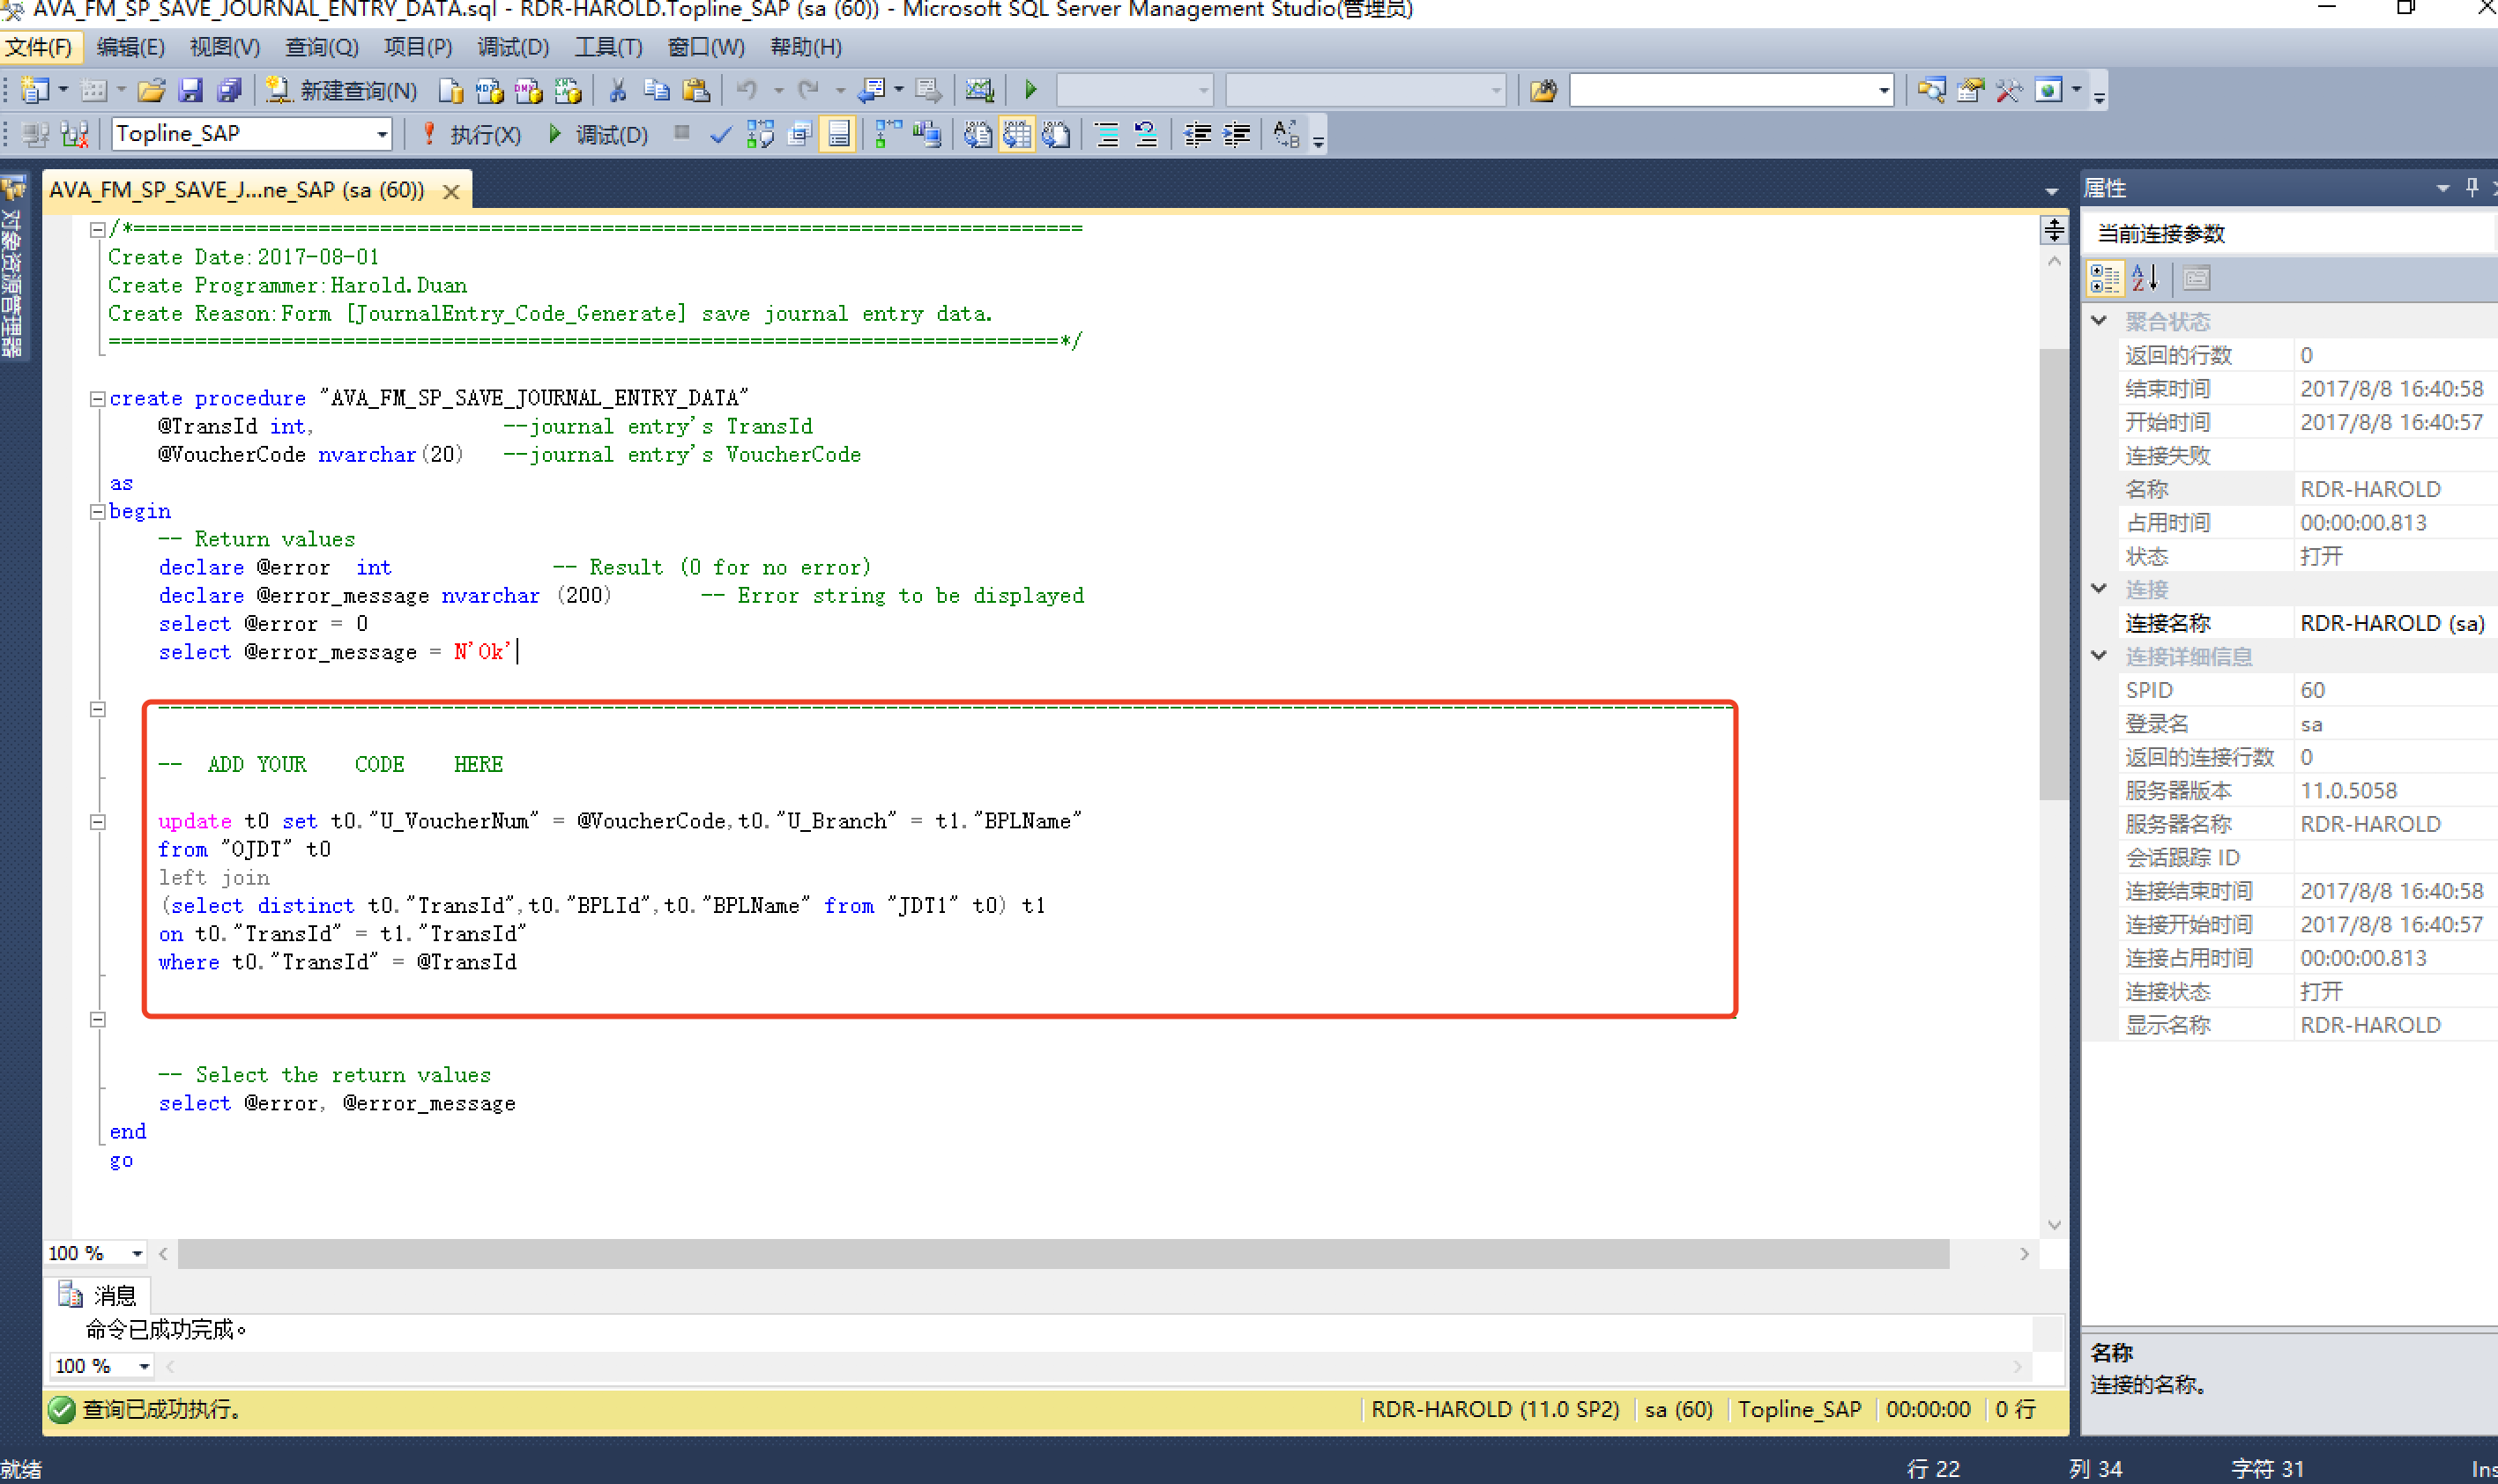 AVA_FM_SP_SAVE_JOURNAL_ENTRY_DATA.sql - RDR-HAROLD.Topline_SAP (sa (60)) - Microsoft SQL Server Management Studio(管理员)
文件(F) 编辑(E) 视图(V) 查询(Q) 项目(P) 调试(D) 工具(T) 窗口(W) 帮助(H)
新建查询(N)
Topline_SAP 执行(X) 调试(D)
对象资源管理器
AVA_FM_SP_SAVE_J...ne_SAP (sa (60))
/*=============================================================================
Create Date:2017-08-01
Create Programmer:Harold.Duan
Create Reason:Form [JournalEntry_Code_Generate] save journal entry data.
=============================================================================*/
create procedure "AVA_FM_SP_SAVE_JOURNAL_ENTRY_DATA"
@TransId int, --journal entry's TransId
@VoucherCode nvarchar(20) --journal entry's VoucherCode
as
begin
-- Return values
declare @error int -- Result (0 for no error)
declare @error_message nvarchar (200) -- Error string to be displayed
select @error = 0
select @error_message = N'Ok'
--------------------------------------------------------------------------------------------------------------------------------
-- ADD YOUR CODE HERE
update t0 set t0."U_VoucherNum" = @VoucherCode,t0."U_Branch" = t1."BPLName"
from "OJDT" t0
left join
(select distinct t0."TransId",t0."BPLId",t0."BPLName" from "JDT1" t0) t1
on t0."TransId" = t1."TransId"
where t0."TransId" = @TransId
-- Select the return values
select @error, @error_message
end
go
100 %
消息
命令已成功完成。
100 %
查询已成功执行。 RDR-HAROLD (11.0 SP2) sa (60) Topline_SAP 00:00:00 0 行
属性
当前连接参数
聚合状态
返回的行数 0
结束时间 2017/8/8 16:40:58
开始时间 2017/8/8 16:40:57
连接失败
名称 RDR-HAROLD
占用时间 00:00:00.813
状态 打开
连接
连接名称 RDR-HAROLD (sa)
连接详细信息
SPID 60
登录名 sa
返回的连接行数 0
服务器版本 11.0.5058
服务器名称 RDR-HAROLD
会话跟踪 ID
连接结束时间 2017/8/8 16:40:58
连接开始时间 2017/8/8 16:40:57
连接占用时间 00:00:00.813
连接状态 打开
显示名称 RDR-HAROLD
名称
连接的名称。
就绪 行 22 列 34 字符 31 Ins